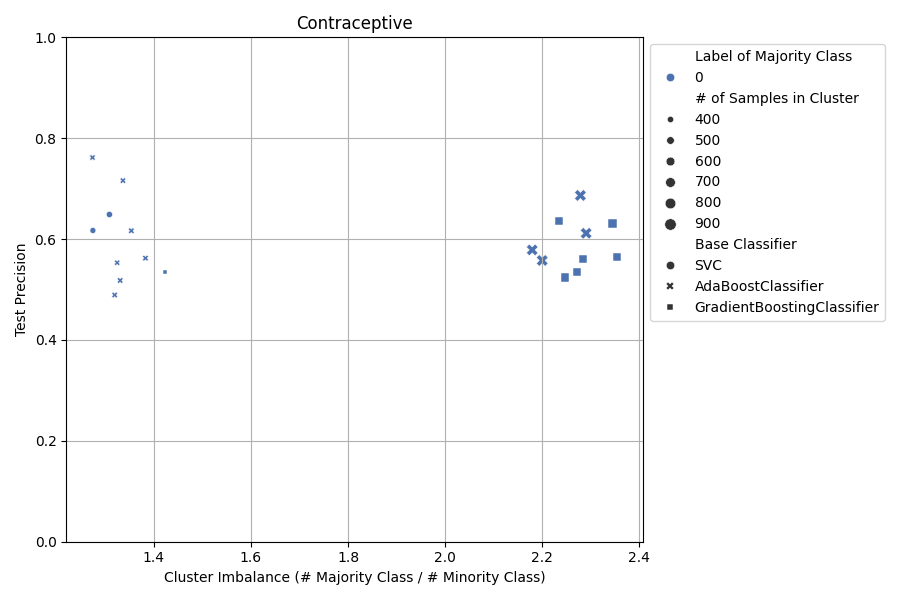 Contraceptive
1.0
0.8
0.6
0.4
0.2
0.0
Test Precision
1.4
1.6
1.8
2.0
2.2
2.4
Cluster Imbalance (# Majority Class / # Minority Class)
Label of Majority Class
0
# of Samples in Cluster
400
500
600
700
800
900
Base Classifier
SVC
AdaBoostClassifier
GradientBoostingClassifier